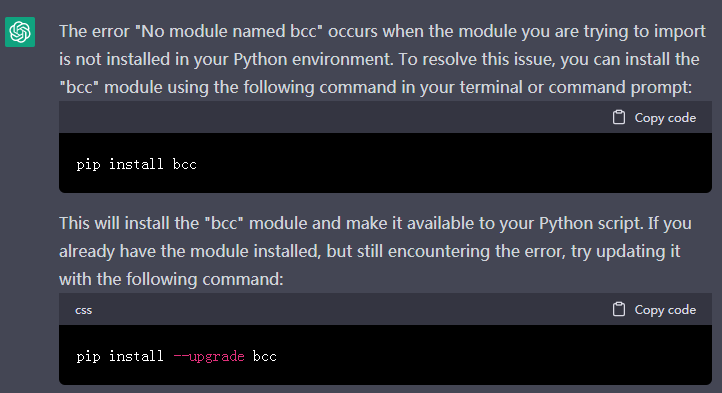 The error "No module named bcc" occurs when the module you are trying to import
is not installed in your Python environment. To resolve this issue, you can install the
"bcc" module using the following command in your terminal or command prompt:
Copy code
pip install bcc
This will install the "bcc" module and make it available to your Python script. If you
already have the module installed, but still encountering the error, try updating it
with the following command:
css Copy code
pip install --upgrade bcc